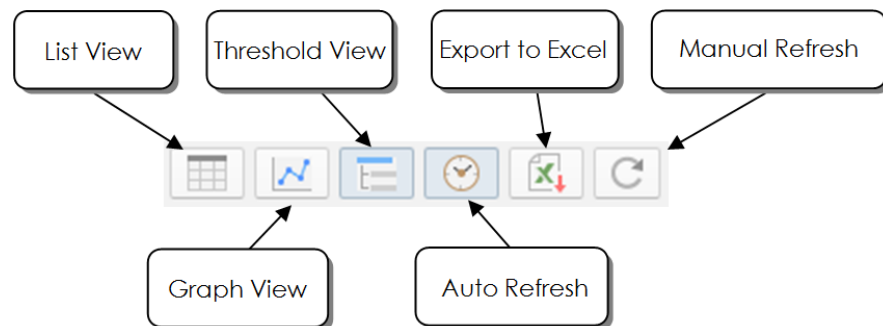 List View
Threshold View
Export to Excel
Manual Refresh
Graph View
Auto Refresh